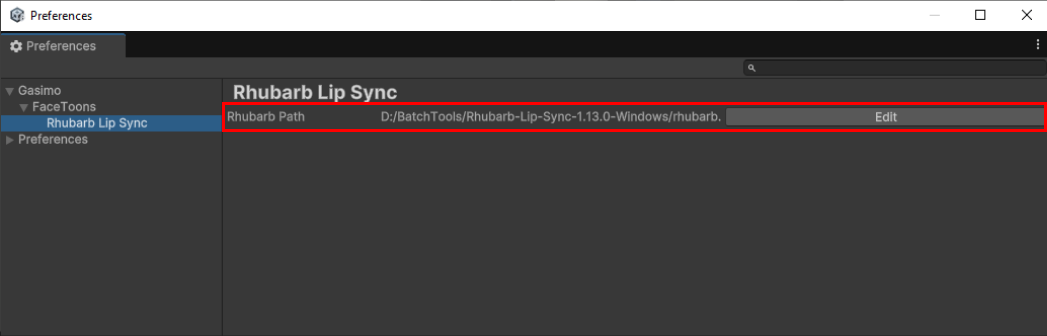 Preferences
Preferences
Gasimo
FaceToons
Rhubarb Lip Sync
Preferences
Rhubarb Lip Sync
Rhubarb Path D:/BatchTools/Rhubarb-Lip-Sync-1.13.0-Windows/rhubarb. Edit